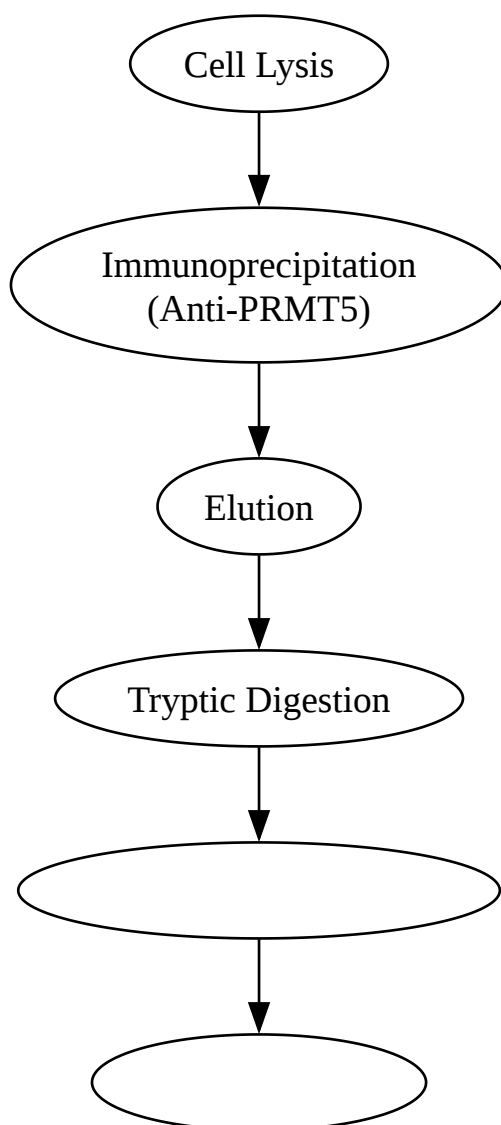 Cell Lysis
Immunoprecipitation
(Anti-PRMT5)
Elution
Tryptic Digestion